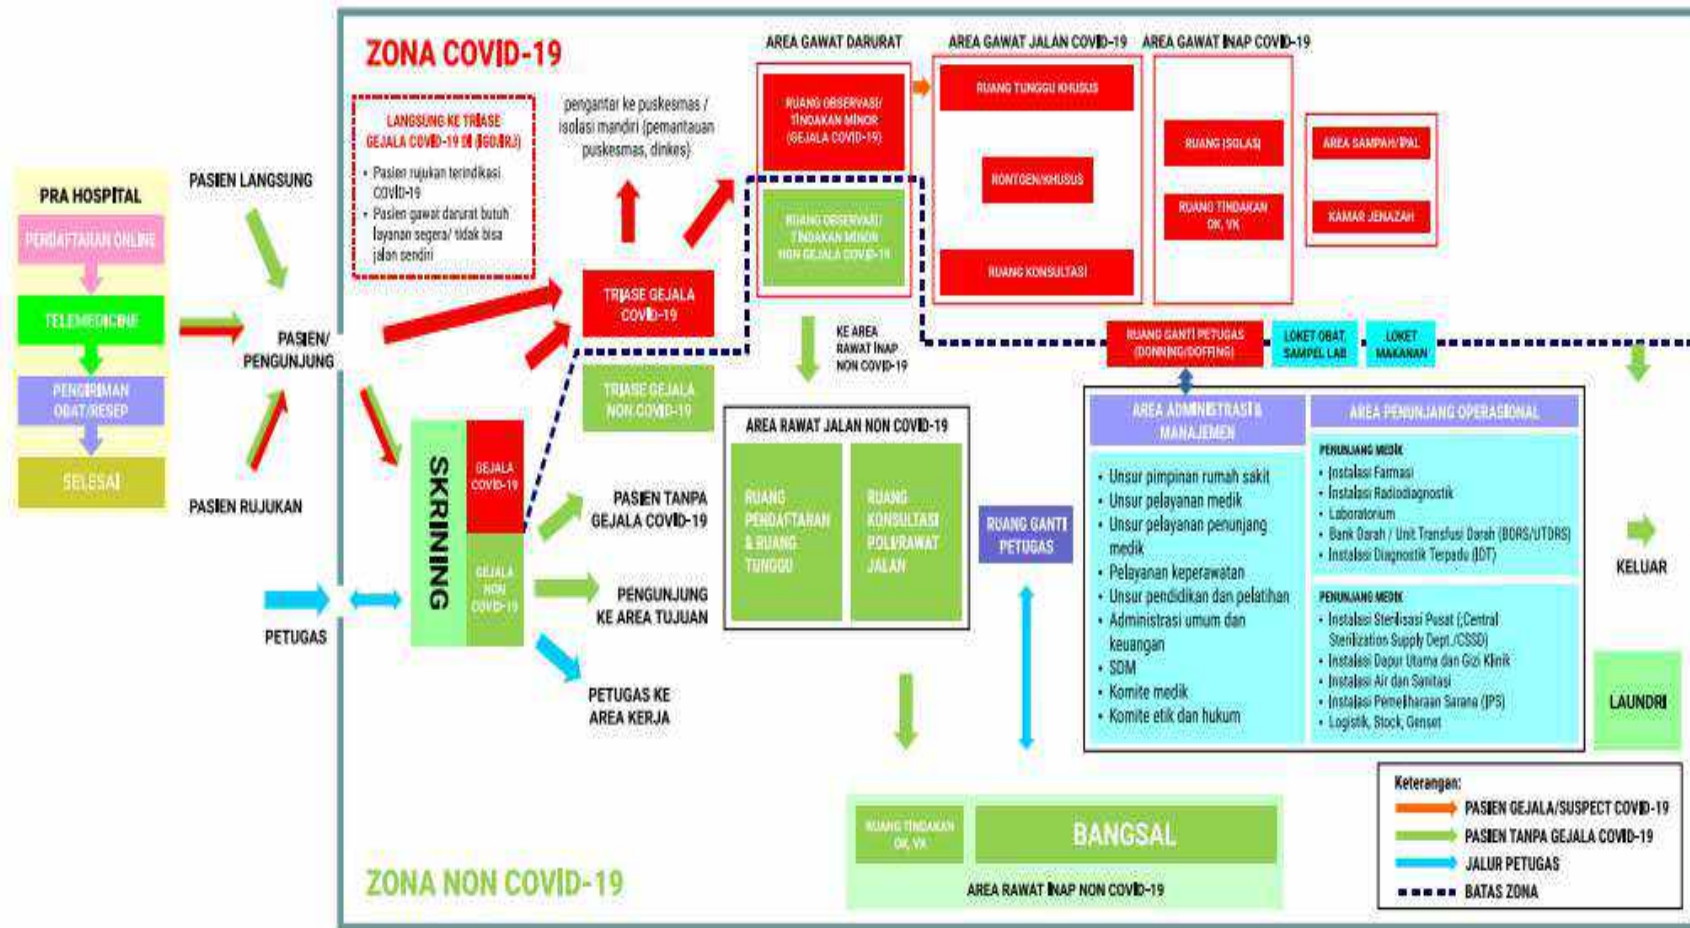 ZONA COVID-19
LANGSUNG KE TRIASE
GEJALA COVID-19 DI (IGD/IRJ)
• Pasien rujukan terindikasi
COVID-19
• Pasien gawat darurat butuh
layanan segera/ tidak bisa
jalan sendiri
pengantar ke puskesmas /
isolasi mandiri (pemantauan
puskesmas, dinkes)
AREA GAWAT DARURAT
RUANG OBSERVASI/
TINDAKAN MINOR
(GEJALA COVID-19)
RUANG OBSERVASI/
TINDAKAN MINOR
NON GEJALA COVID-19
AREA GAWAT JALAN COVID-19
RUANG TUNGGU KHUSUS
RONTGEN/KHUSUS
RUANG KONSULTASI
AREA GAWAT INAP COVID-19
RUANG ISOLASI
RUANG TINDAKAN
OK, VK
AREA SAMPAH/IPAL
KAMAR JENAZAH
PRA HOSPITAL
PENDAFTARAN ONLINE
TELEMEDICINE
PENGIRIMAN
OBAT/RESEP
SELESAI
PASIEN LANGSUNG
PASIEN/
PENGUNJUNG
PASIEN RUJUKAN
PETUGAS
TRIASE GEJALA
COVID-19
TRIASE GEJALA
NON COVID-19
SKRINING
GEJALA
COVID-19
GEJALA
NON
COVID-19
PASIEN TANPA
GEJALA COVID-19
PENGUNJUNG
KE AREA TUJUAN
PETUGAS KE
AREA KERJA
KE AREA
RAWAT INAP
NON COVID-19
AREA RAWAT JALAN NON COVID-19
RUANG
PENDAFTARAN
& RUANG
TUNGGU
RUANG
KONSULTASI
POLI/RAWAT
JALAN
RUANG GANTI
PETUGAS
RUANG GANTI PETUGAS
(DONNING/DOFFING)
LOKET OBAT,
SAMPEL LAB
LOKET
MAKANAN
AREA ADMINISTRASI &
MANAJEMEN
• Unsur pimpinan rumah sakit
• Unsur pelayanan medik
• Unsur pelayanan penunjang
medik
• Pelayanan keperawatan
• Unsur pendidikan dan pelatihan
• Administrasi umum dan
keuangan
• SDM
• Komite medik
• Komite etik dan hukum
AREA PENUNJANG OPERASIONAL
PENUNJANG MEDIK
• Instalasi Farmasi
• Instalasi Radiodiagnostik
• Laboratorium
• Bank Darah / Unit Transfusi Darah (BDRS/UTDRS)
• Instalasi Diagnostik Terpadu (IDT)
PENUNJANG MEDIK
• Instalasi Sterilisasi Pusat (;Central
Sterilization Supply Dept./CSSD)
• Instalasi Dapur Utama dan Gizi Klinik
• Instalasi Air dan Sanitasi
• Instalasi Pemeliharaan Sarana (IPS)
• Logistik, Stock, Genset
KELUAR
LAUNDRI
RUANG TINDAKAN
OK, VK
BANGSAL
AREA RAWAT INAP NON COVID-19
ZONA NON COVID-19
Keterangan:
PASIEN GEJALA/SUSPECT COVID-19
PASIEN TANPA GEJALA COVID-19
JALUR PETUGAS
BATAS ZONA